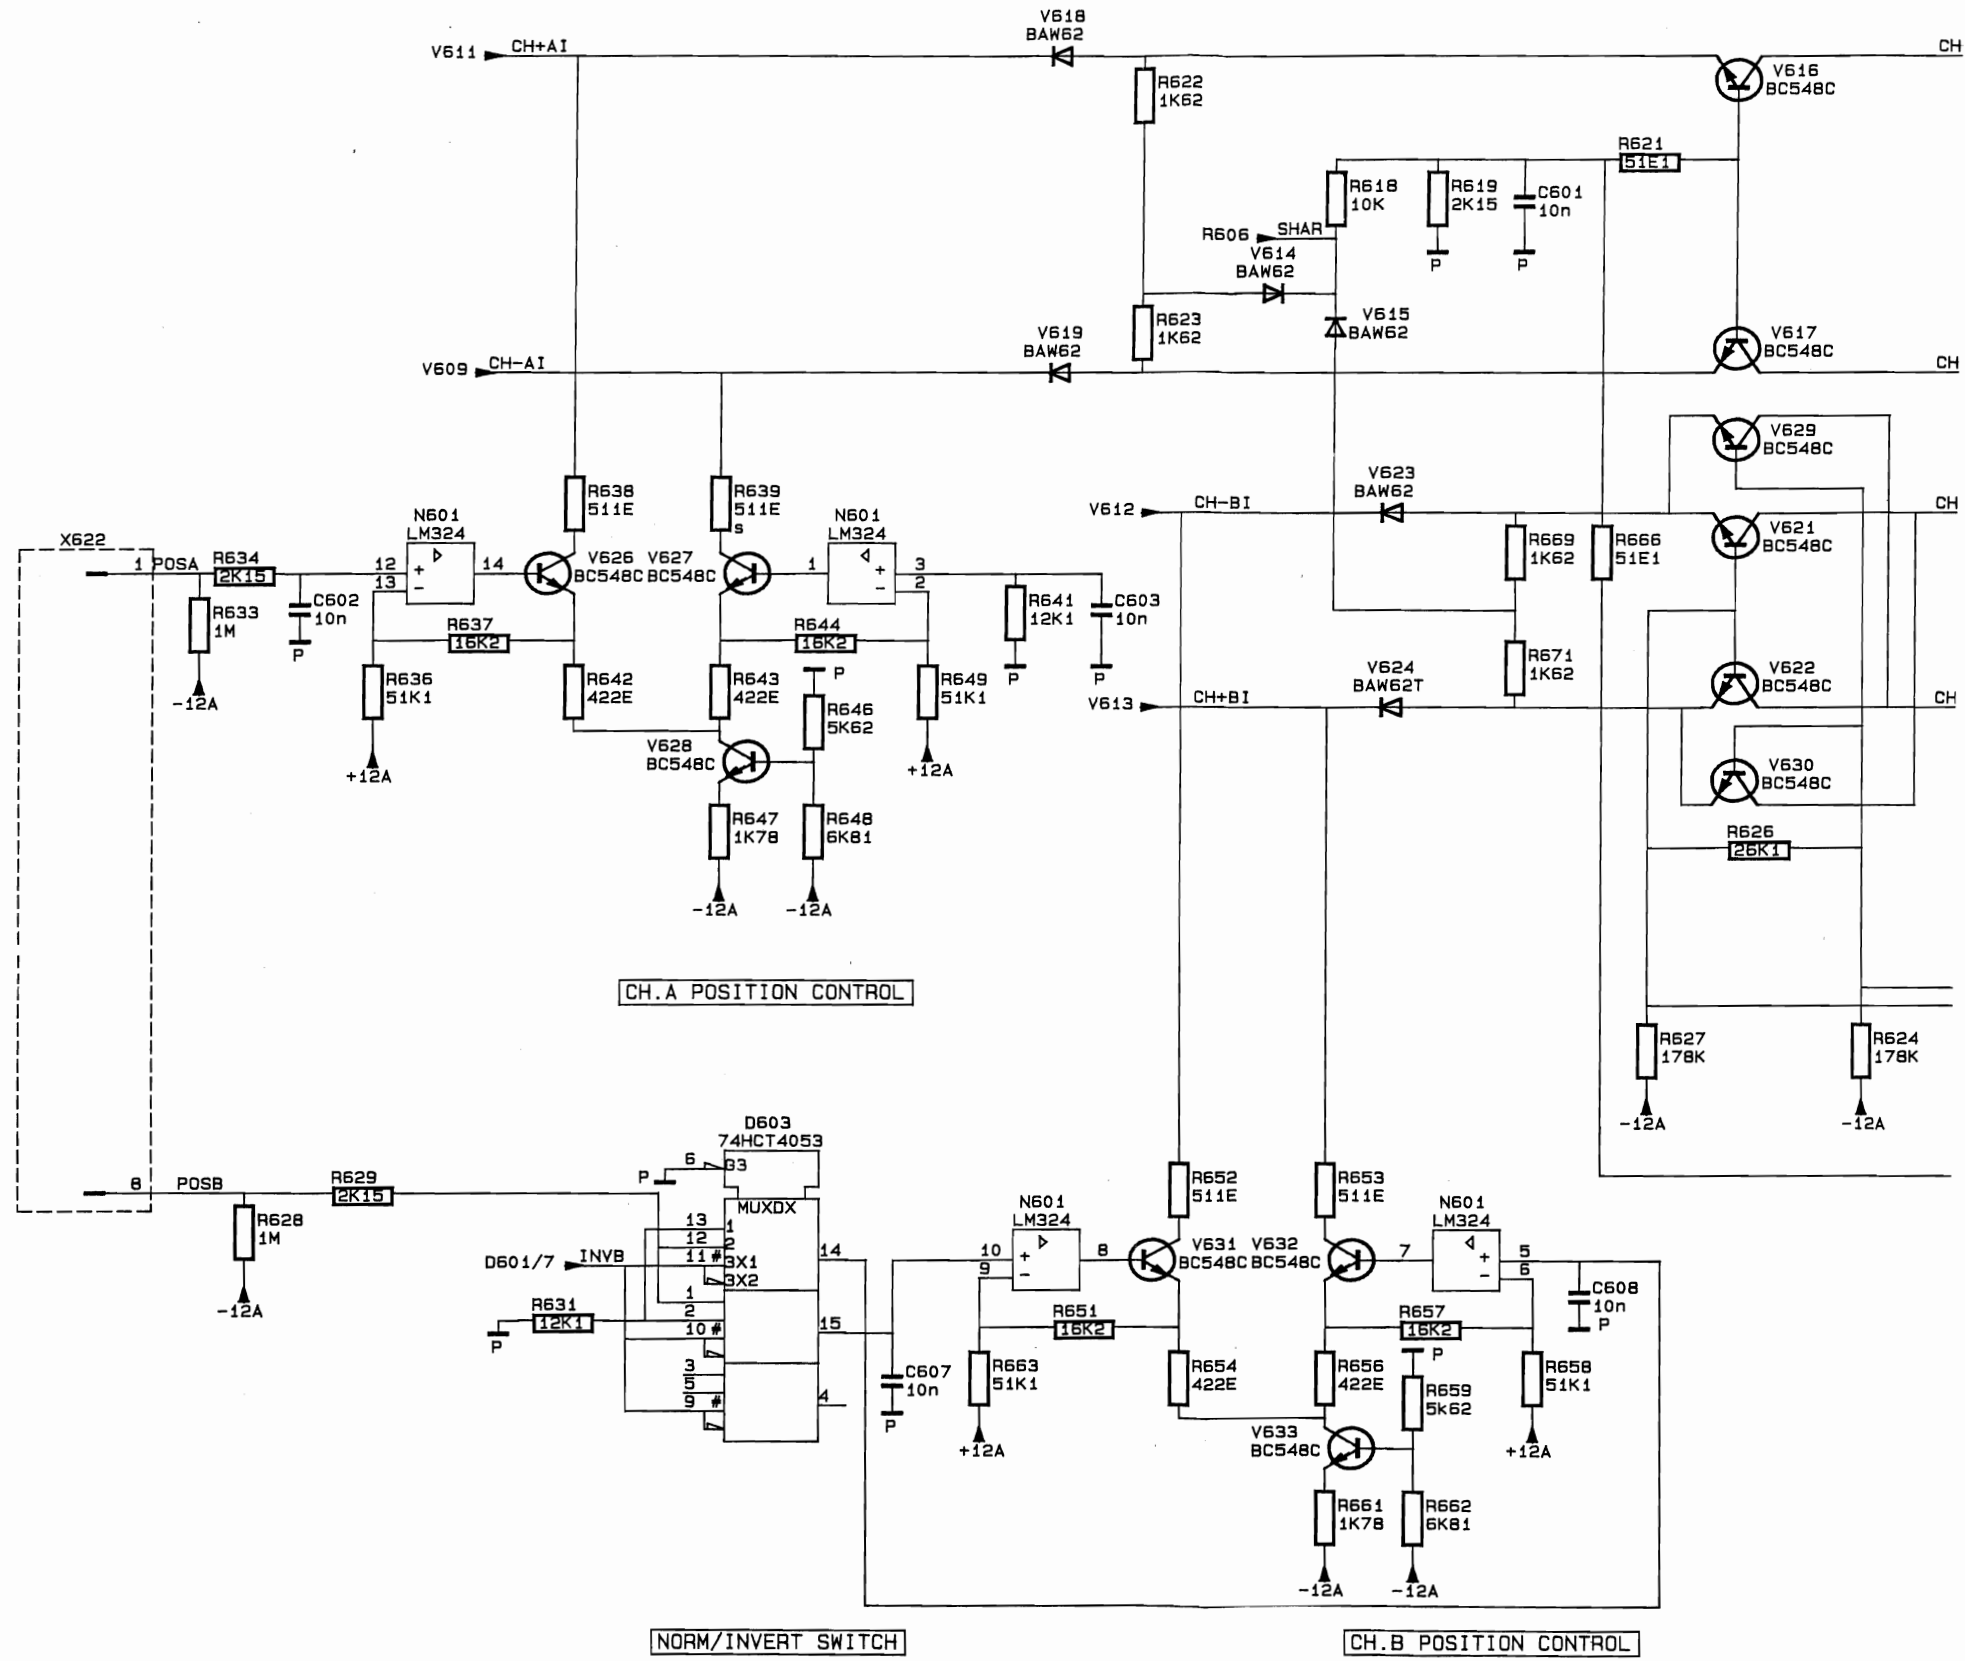 V618
BAW62
V611 CH+AI
CH
V616
BC548C
R622
1K62
R621
51E1
R618
10K
R619
2K15
C601
10n
R606 SHAR
P
P
V614
BAW62
V615
BAW62
R623
1K62
V619
BAW62
V617
BC548C
V609 CH-AI
CH
V629
BC548C
V623
BAW62
V612 CH-BI
CH
V621
BC548C
R638
511E
R639
511E
S
N601
LM324
N601
LM324
R669
1K62
R666
51E1
X622
1 POSA
R634
2K15
12
+
13
-
14
V626
BC548C
V627
BC548C
1
+
3
-
2
R633
1M
C602
10n
P
R641
12K1
C603
10n
P
P
R637
16K2
R644
16K2
-12A
R636
51K1
R642
422E
R643
422E
P
R649
51K1
R646
5K62
R671
1K62
V624
BAW62T
V622
BC548C
V613 CH+BI
CH
V628
BC548C
+12A
+12A
V630
BC548C
R647
1K78
R648
6K81
R626
26K1
-12A
-12A
CH.A POSITION CONTROL
R627
178K
R624
178K
-12A
-12A
D603
74HCT4053
P
6
G3
8 POSB
R629
2K15
MUXDX
R628
1M
-12A
13
1
12
2
11 #
3X1
3X2
14
D601/7 INVB
1
2
10 #
15
R631
12K1
P
3
5
9 #
4
C607
10n
P
R652
511E
R653
511E
N601
LM324
N601
LM324
10
+
9
-
8
V631
BC548C
V632
BC548C
7
+
5
-
6
C608
10n
P
R651
16K2
R657
16K2
P
R663
51K1
R654
422E
R656
422E
R659
5k62
R658
51K1
+12A
V633
BC548C
+12A
R661
1K78
R662
6K81
-12A
-12A
NORM/INVERT SWITCH
CH.B POSITION CONTROL